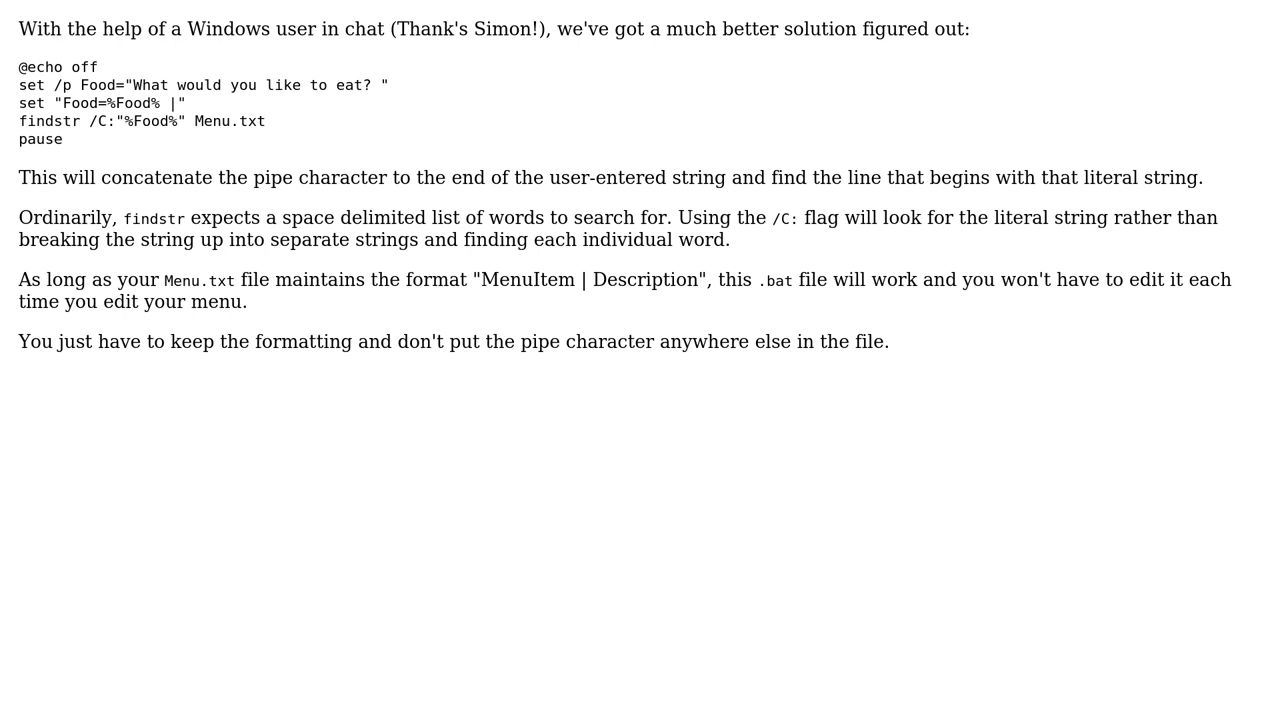 With the help of a Windows user in chat (Thank's Simon!), we've got a much better solution figured out:
@echo off
set /p Food="What would you like to eat? "
set "Food=%Food% |"
findstr /C:"%Food%" Menu.txt
pause
This will concatenate the pipe character to the end of the user-entered string and find the line that begins with that literal string.
Ordinarily, findstr expects a space delimited list of words to search for. Using the /C: flag will look for the literal string rather than
breaking the string up into separate strings and finding each individual word.
As long as your Menu.txt file maintains the format "MenuItem | Description", this .bat file will work and you won't have to edit it each
time you edit your menu.
You just have to keep the formatting and don't put the pipe character anywhere else in the file.